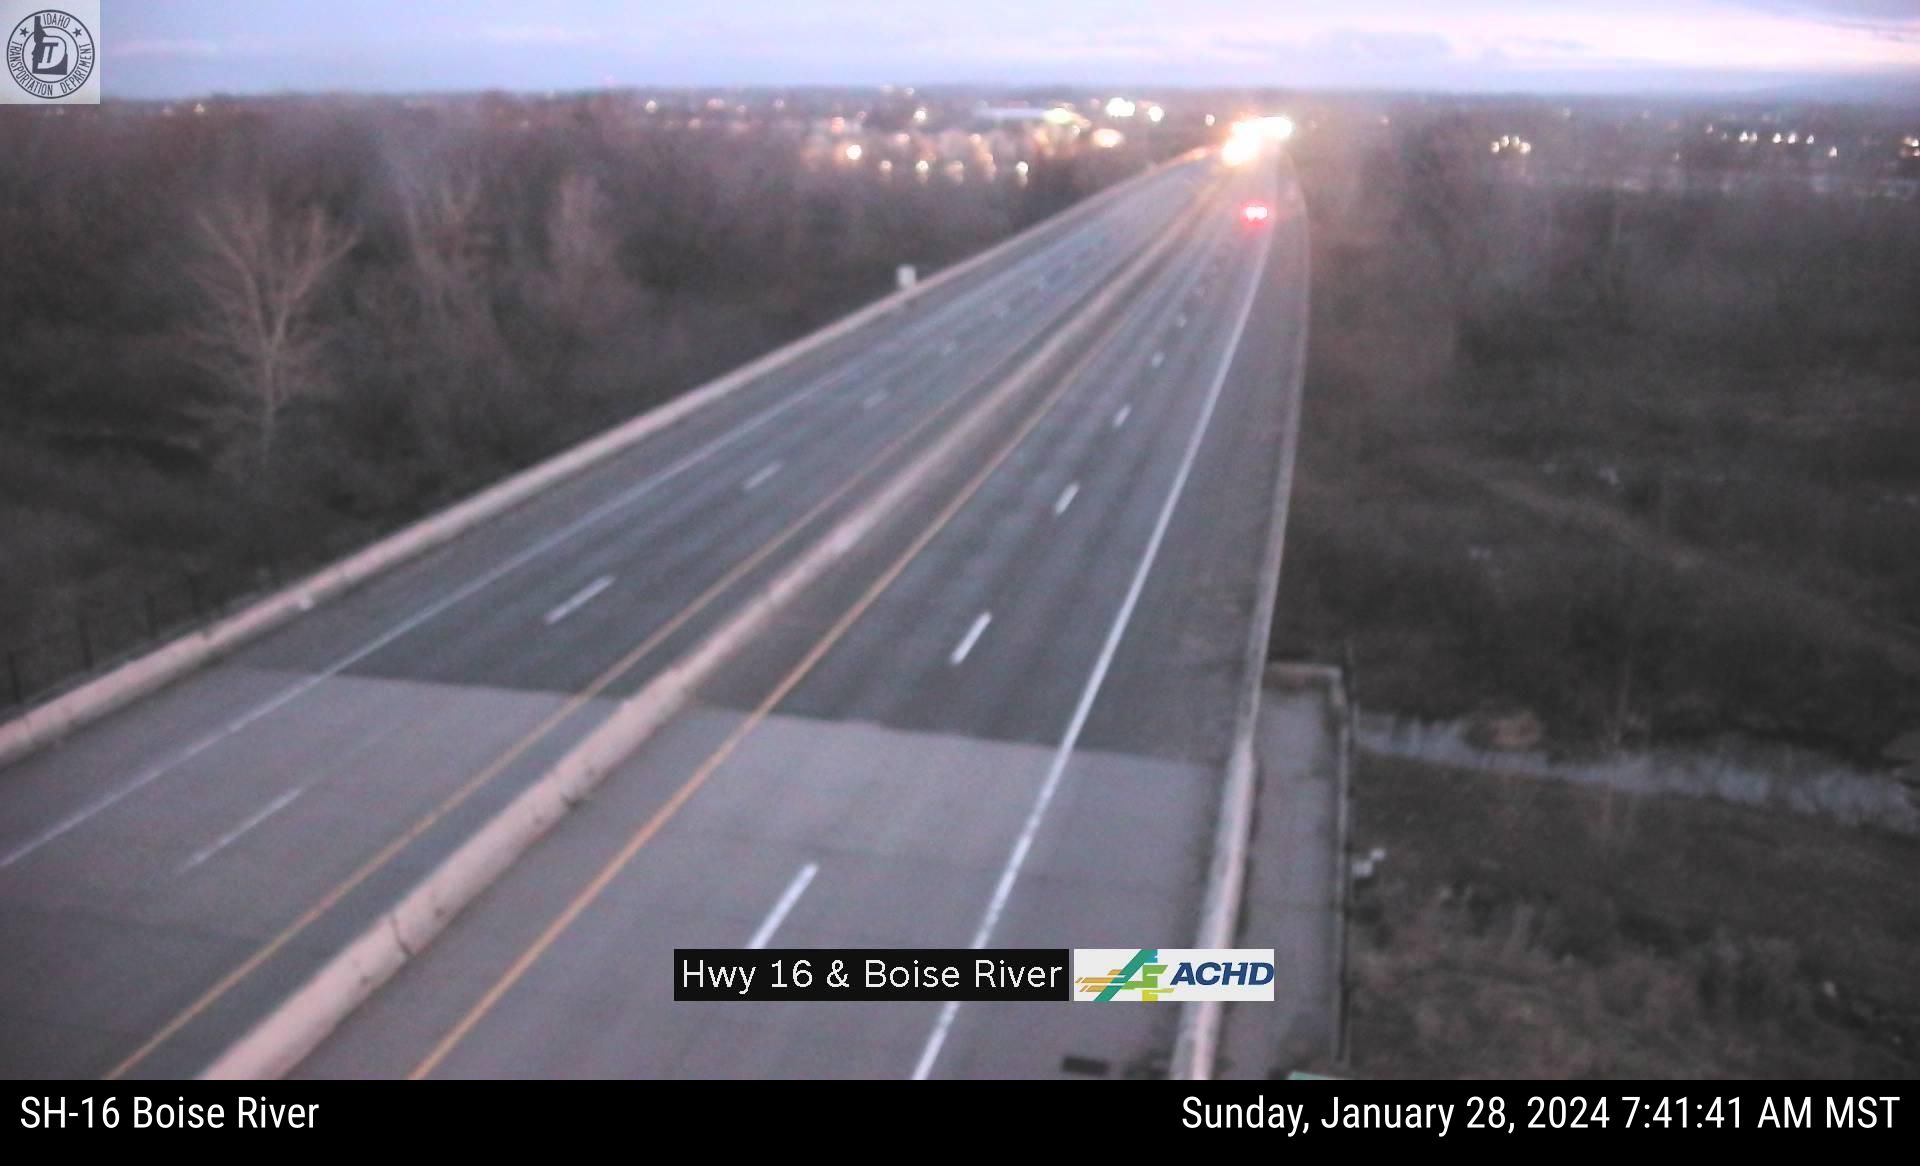 IDAHO
TRANSPORTATION DEPARTMENT
Hwy 16 & Boise River
ACHD
SH-16 Boise River
Sunday, January 28, 2024 7:41:41 AM MST